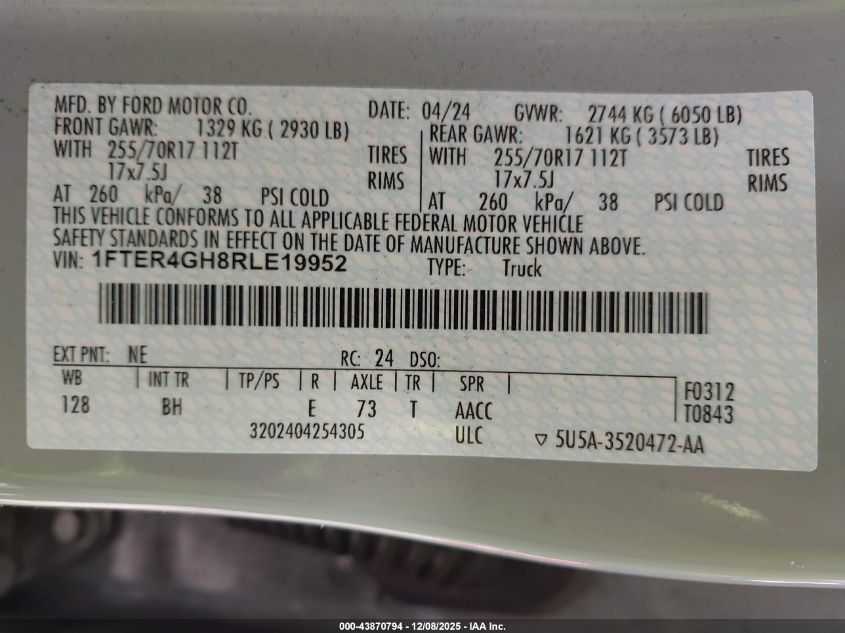 MFD. BY FORD MOTOR CO. DATE: 04/24 GVWR: 2744 KG ( 6050 LB)
FRONT GAWR: 1329 KG ( 2930 LB) REAR GAWR: 1621 KG ( 3573 LB)
WITH 255/70R17 112T TIRES WITH 255/70R17 112T TIRES
17x7.5J RIMS 17x7.5J RIMS
AT 260 kPa/ 38 PSI COLD AT 260 kPa/ 38 PSI COLD
THIS VEHICLE CONFORMS TO ALL APPLICABLE FEDERAL MOTOR VEHICLE
SAFETY STANDARDS IN EFFECT ON THE DATE OF MANUFACTURE SHOWN ABOVE.
VIN: 1FTER4GH8RLE19952 TYPE: Truck
EXT PNT: NE RC: 24 DSO:
WB INT TR TP/PS R AXLE TR SPR F0312
128 BH E 73 T AACC T0843
3202404254305 ULC ▽ 5U5A-3520472-AA
000-43870794 - 12/08/2025 - IAA Inc.